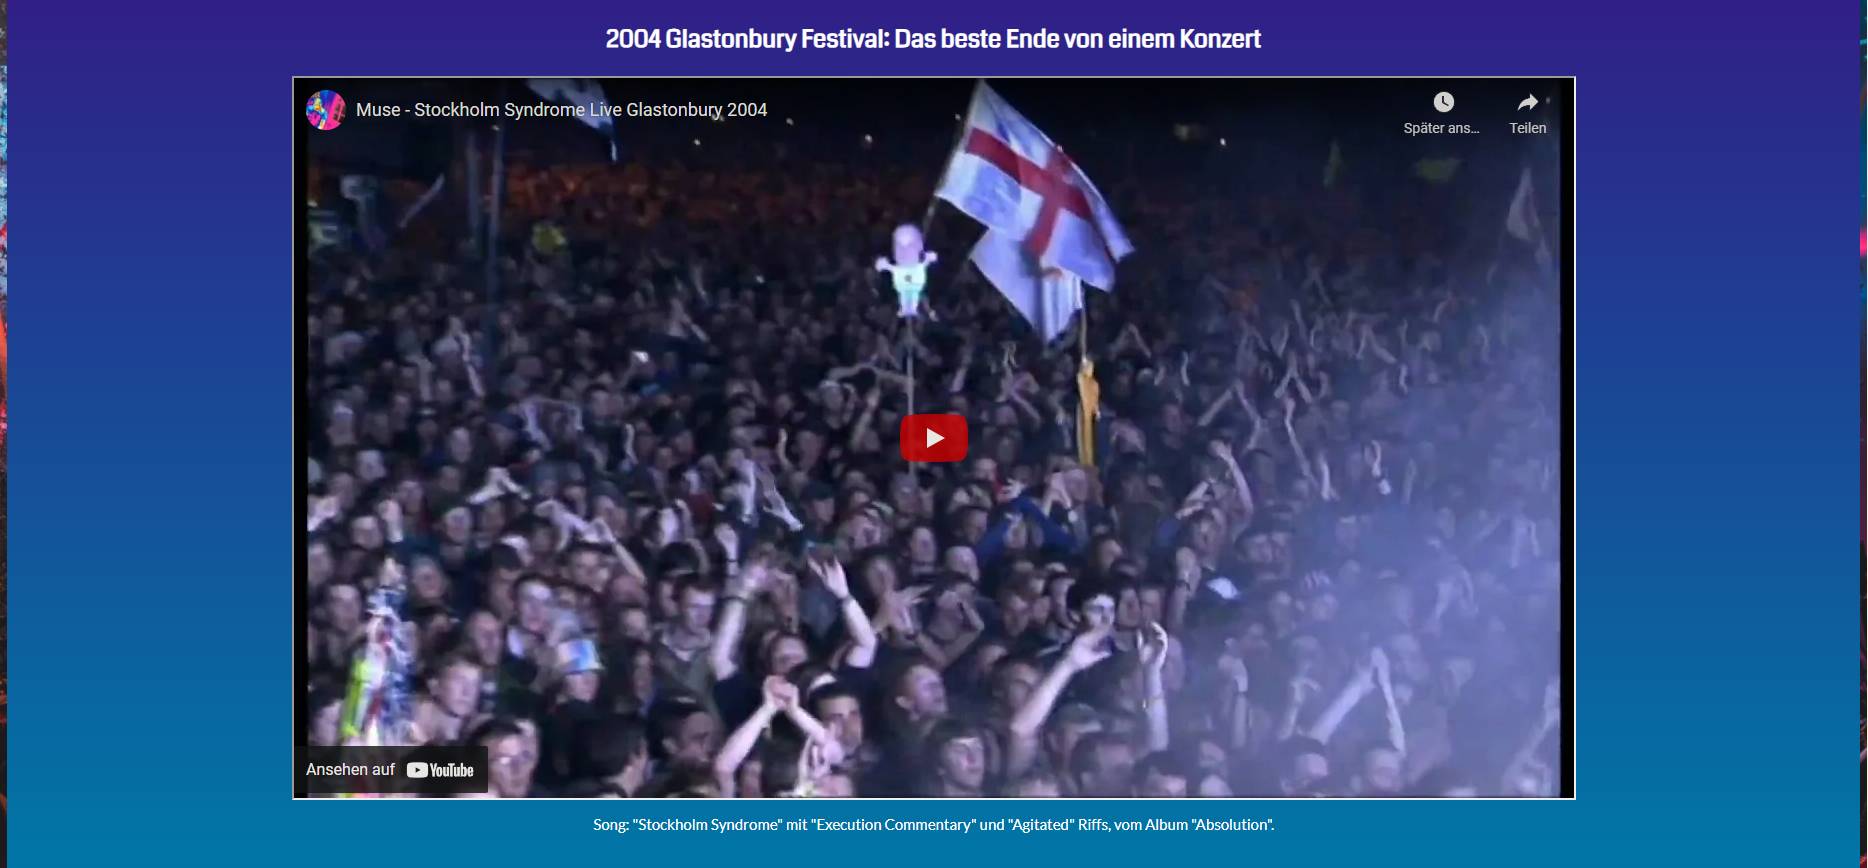 2004 Glastonbury Festival: Das beste Ende von einem Konzert
Muse - Stockholm Syndrome Live Glastonbury 2004
Später ans...
Teilen
Ansehen auf YouTube
Song: "Stockholm Syndrome" mit "Execution Commentary" und "Agitated" Riffs, vom Album "Absolution".